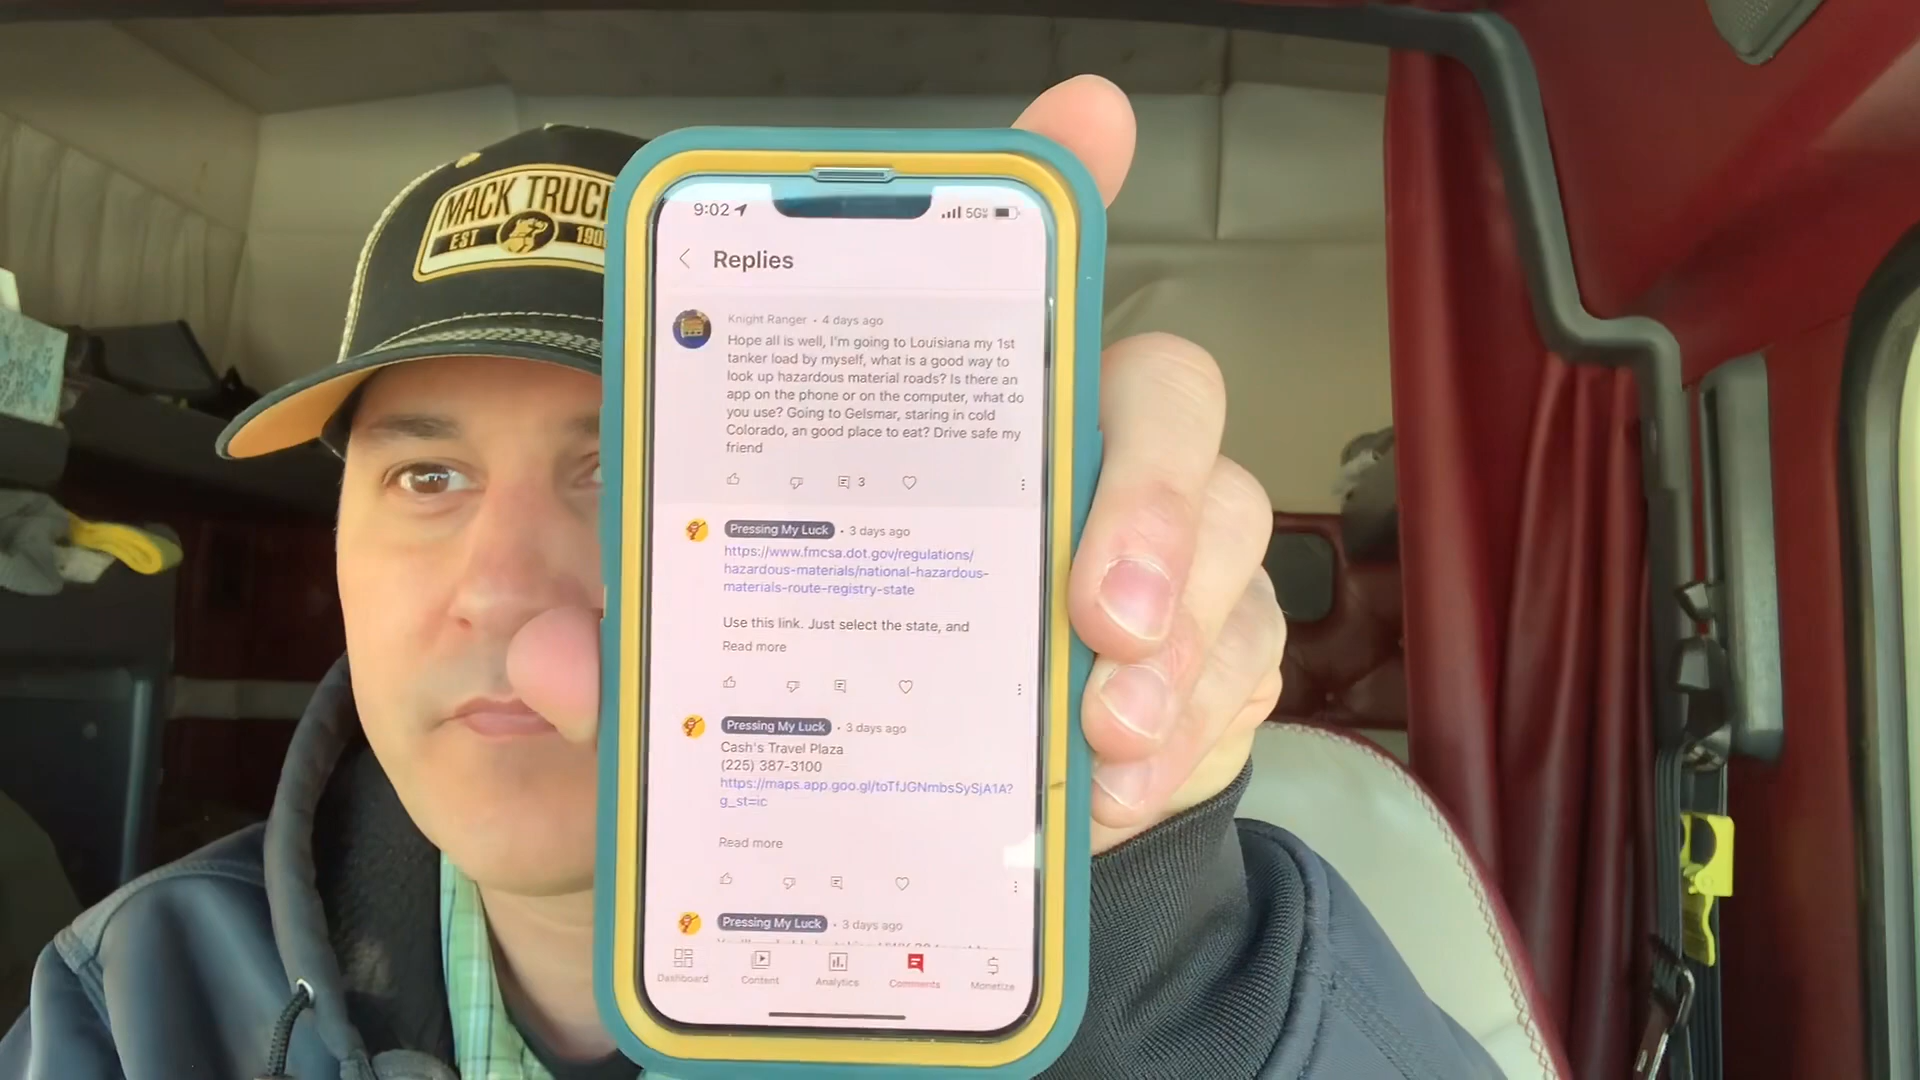 MACK TRUC
EST 190
9:02
5G
Replies
Knight Ranger · 4 days ago
Hope all is well, I'm going to Louisiana my 1st
tanker load by myself, what is a good way to
look up hazardous material roads? Is there an
app on the phone or on the computer, what do
you use? Going to Geismar, staring in cold
Colorado, an good place to eat? Drive safe my
friend
3
Pressing My Luck · 3 days ago
https://www.fmcsa.dot.gov/regulations/
hazardous-materials/national-hazardous-
materials-route-registry-state
Use this link. Just select the state, and
Read more
Pressing My Luck · 3 days ago
Cash's Travel Plaza
(225) 387-3100
https://maps.app.goo.gl/toTfJGNmbsSySjA1A?
g_st=ic
Read more
Pressing My Luck · 3 days ago
Dashboard
Content
Analytics
Comments
Monetize